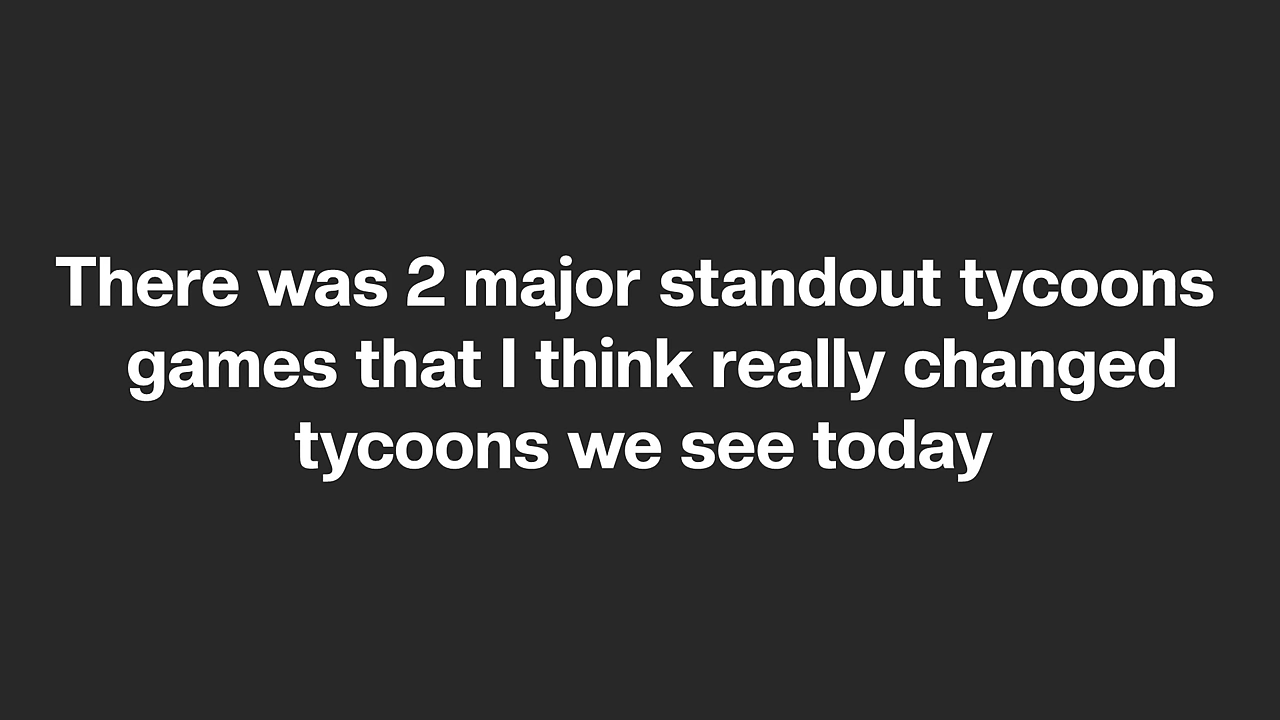 There was 2 major standout tycoons
games that I think really changed
tycoons we see today